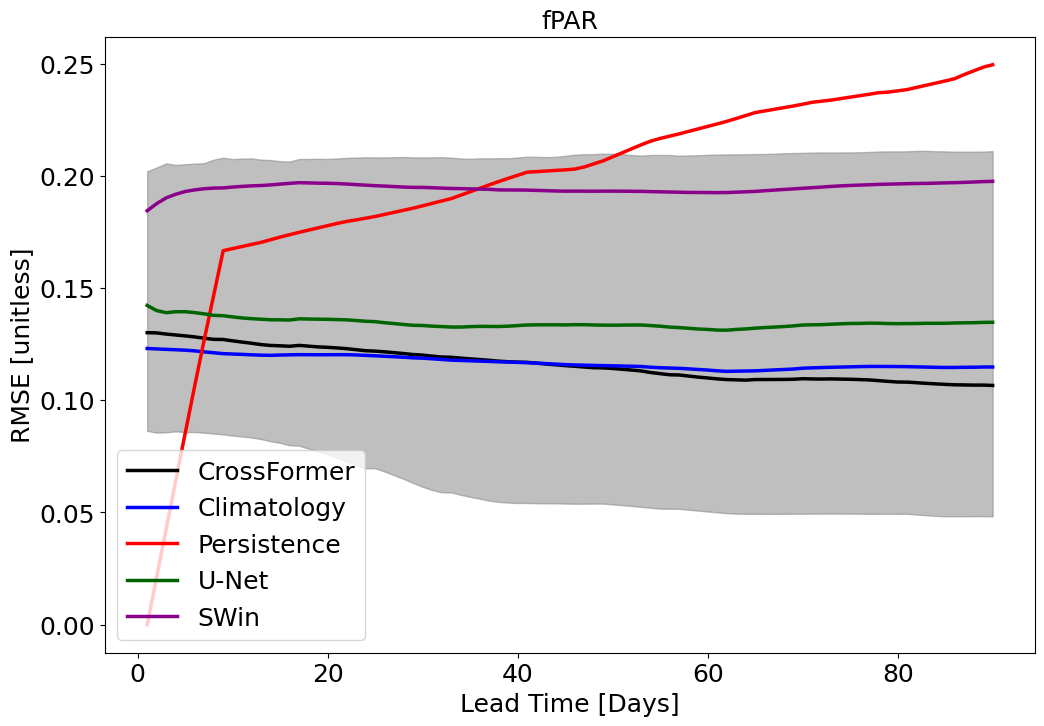 fPAR
RMSE [unitless]
0.25
0.20
0.15
0.10
0.05
0.00
CrossFormer
Climatology
Persistence
U-Net
SWin
0 20 40 60 80
Lead Time [Days]